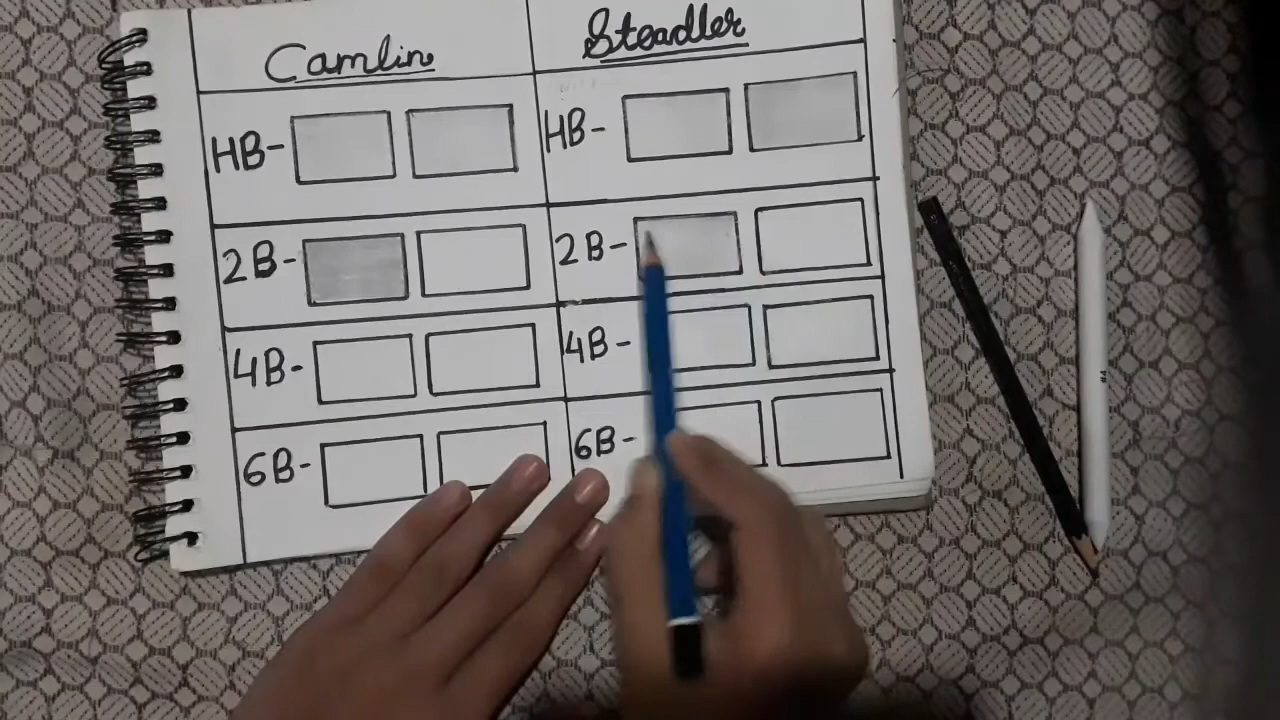 Camlin Steadler
HB- HB-
2B- 2B-
4B- 4B-
6B- 6B-